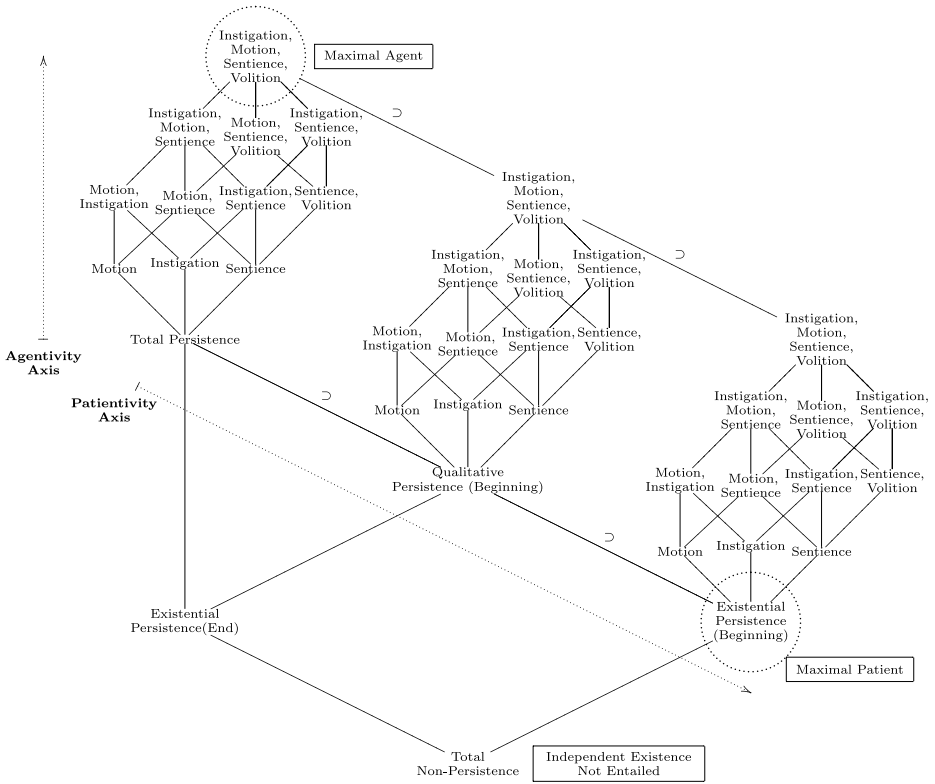 Instigation,
Motion,
Sentience,
Volition
Maximal Agent
⊃
Instigation,
Motion,
Sentience
Motion,
Sentience,
Volition
Instigation,
Sentience,
Volition
Motion,
Instigation
Motion,
Sentience
Instigation,
Sentience
Sentience,
Volition
Motion
Instigation
Sentience
Total Persistence
Agentivity
Axis
Patientivity
Axis
⊃
Instigation,
Motion,
Sentience,
Volition
⊃
Instigation,
Motion,
Sentience
Motion,
Sentience,
Volition
Instigation,
Sentience,
Volition
Motion,
Instigation
Motion,
Sentience
Instigation,
Sentience
Sentience,
Volition
Motion
Instigation
Sentience
Qualitative
Persistence (Beginning)
⊃
Instigation,
Motion,
Sentience,
Volition
Instigation,
Motion,
Sentience
Motion,
Sentience,
Volition
Instigation,
Sentience,
Volition
Motion,
Instigation
Motion,
Sentience
Instigation,
Sentience
Sentience,
Volition
Motion
Instigation
Sentience
Existential
Persistence(End)
Existential
Persistence
(Beginning)
Maximal Patient
Total
Non-Persistence
Independent Existence
Not Entailed